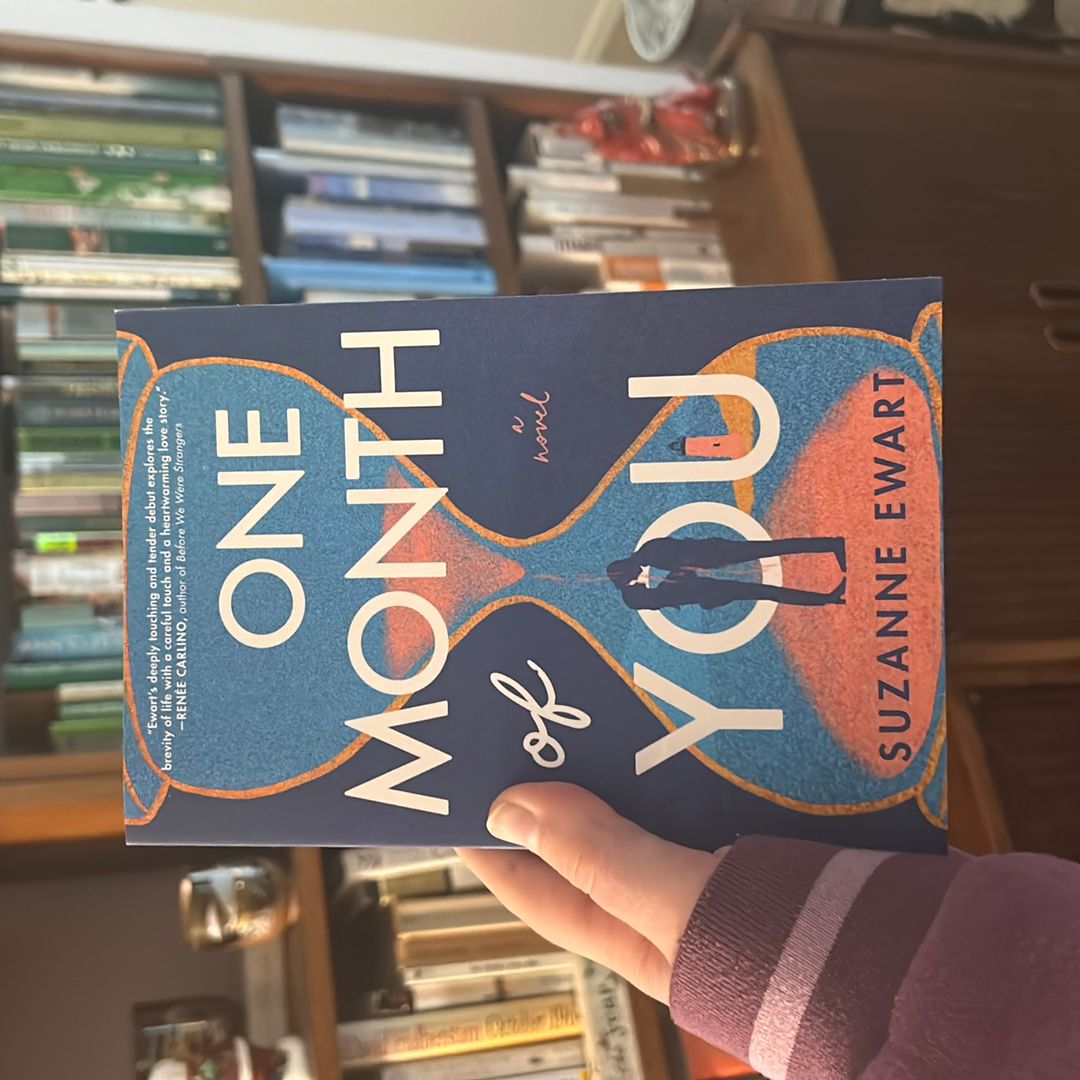 "Ewart's deeply touching and tender debut explores the
brevity of life with a careful touch and a heartwarming love story."
—RENÉE CARLINO, author of Before We Were Strangers
ONE
MONTH
of
a
novel
YOU
SUZANNE EWART